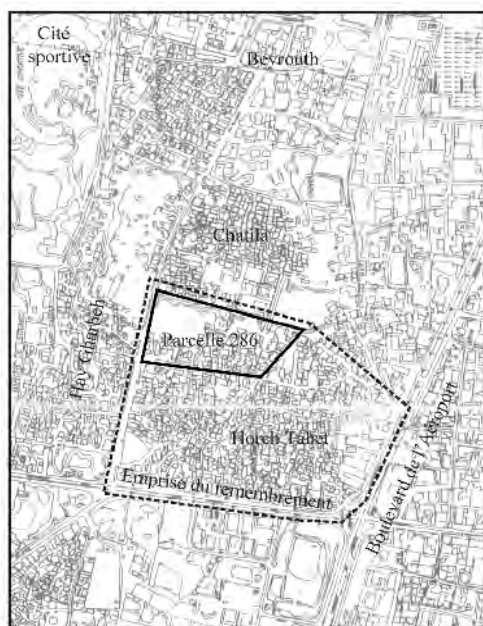 Cité
sportive
Beyrouth
Chatila
Hay Gharbeh
Parcelle 286
Horch Tabet
Emprise du remembrement
Boulevard de l'Aéroport